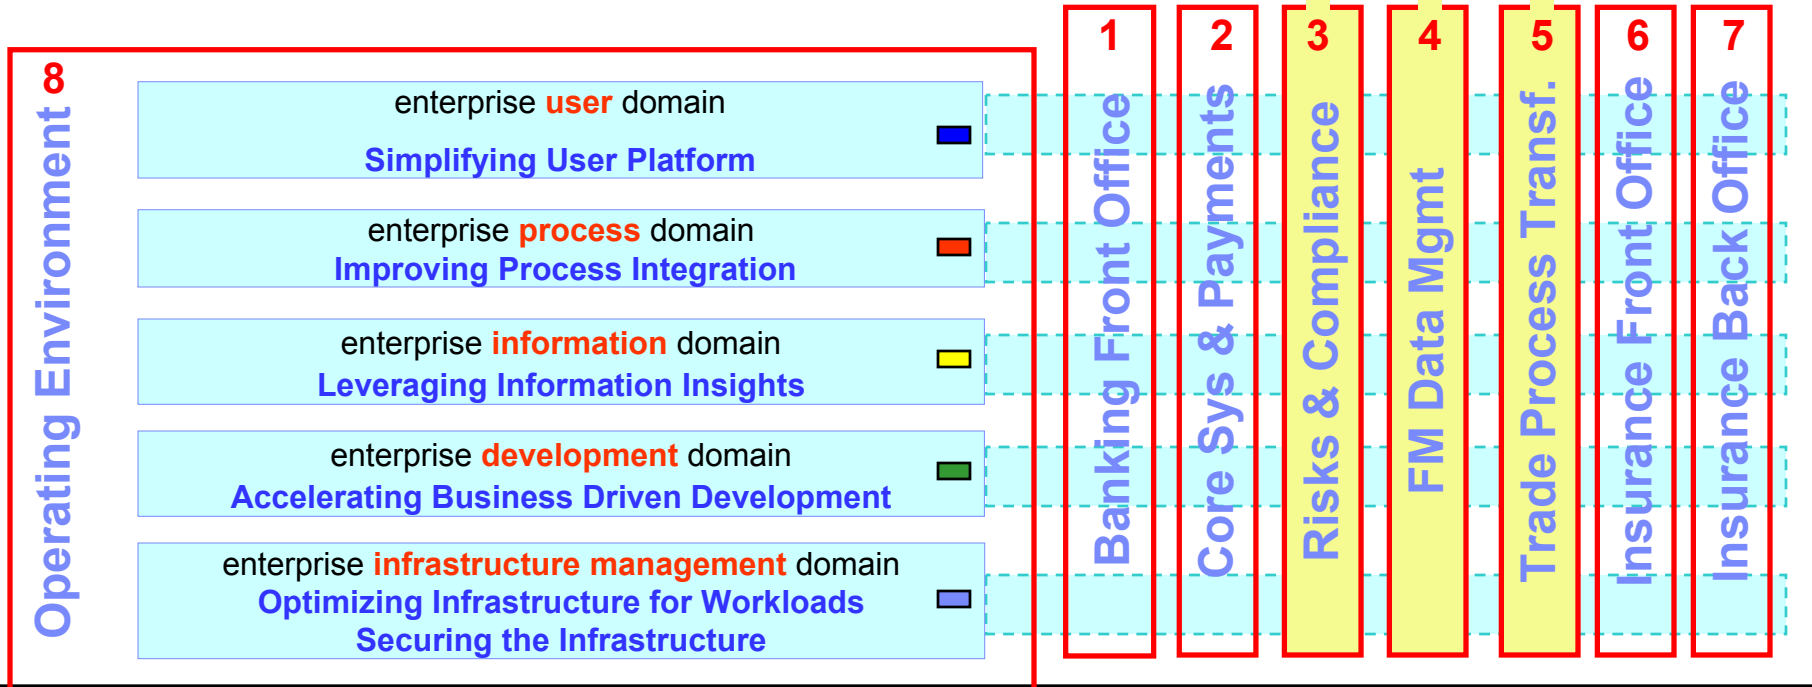 8
Operating Environment
enterprise user domain
Simplifying User Platform
enterprise process domain
Improving Process Integration
enterprise information domain
Leveraging Information Insights
enterprise development domain
Accelerating Business Driven Development
enterprise infrastructure management domain
Optimizing Infrastructure for Workloads
Securing the Infrastructure
1
Banking Front Office
2
Core Sys & Payments
3
Risks & Compliance
4
FM Data Mgmt
5
Trade Process Transf.
6
Insurance Front Office
7
Insurance Back Office